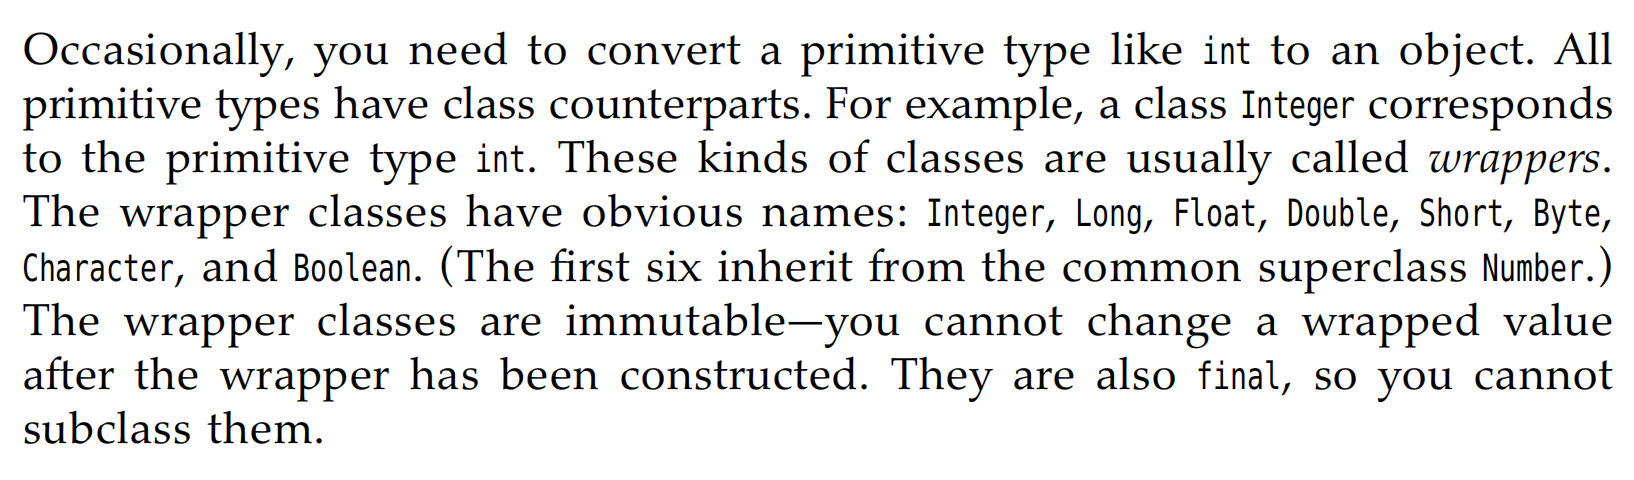 Occasionally, you need to convert a primitive type like int to an object. All
primitive types have class counterparts. For example, a class Integer corresponds
to the primitive type int. These kinds of classes are usually called wrappers.
The wrapper classes have obvious names: Integer, Long, Float, Double, Short, Byte,
Character, and Boolean. (The first six inherit from the common superclass Number.)
The wrapper classes are immutable—you cannot change a wrapped value
after the wrapper has been constructed. They are also final, so you cannot
subclass them.